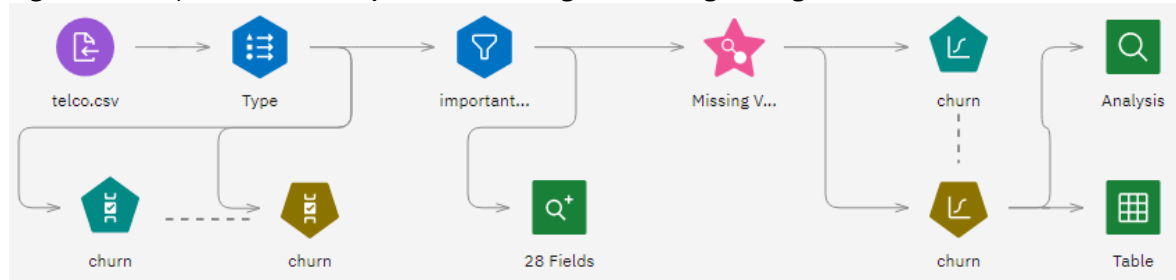 telco.csv
Type
important...
Missing V...
churn
Analysis
churn
churn
28 Fields
churn
Table